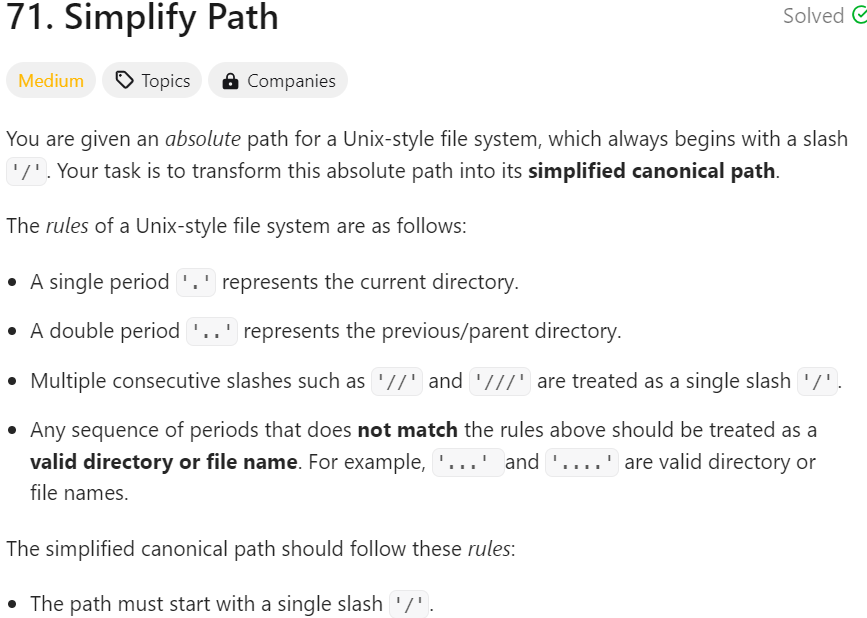 71. Simplify Path
Solved
Medium Topics Companies
You are given an absolute path for a Unix-style file system, which always begins with a slash
'/'. Your task is to transform this absolute path into its simplified canonical path.
The rules of a Unix-style file system are as follows:
• A single period '.' represents the current directory.
• A double period '..' represents the previous/parent directory.
• Multiple consecutive slashes such as '//' and '///' are treated as a single slash '/'.
• Any sequence of periods that does not match the rules above should be treated as a
valid directory or file name. For example, '...' and '....' are valid directory or
file names.
The simplified canonical path should follow these rules:
• The path must start with a single slash '/'.